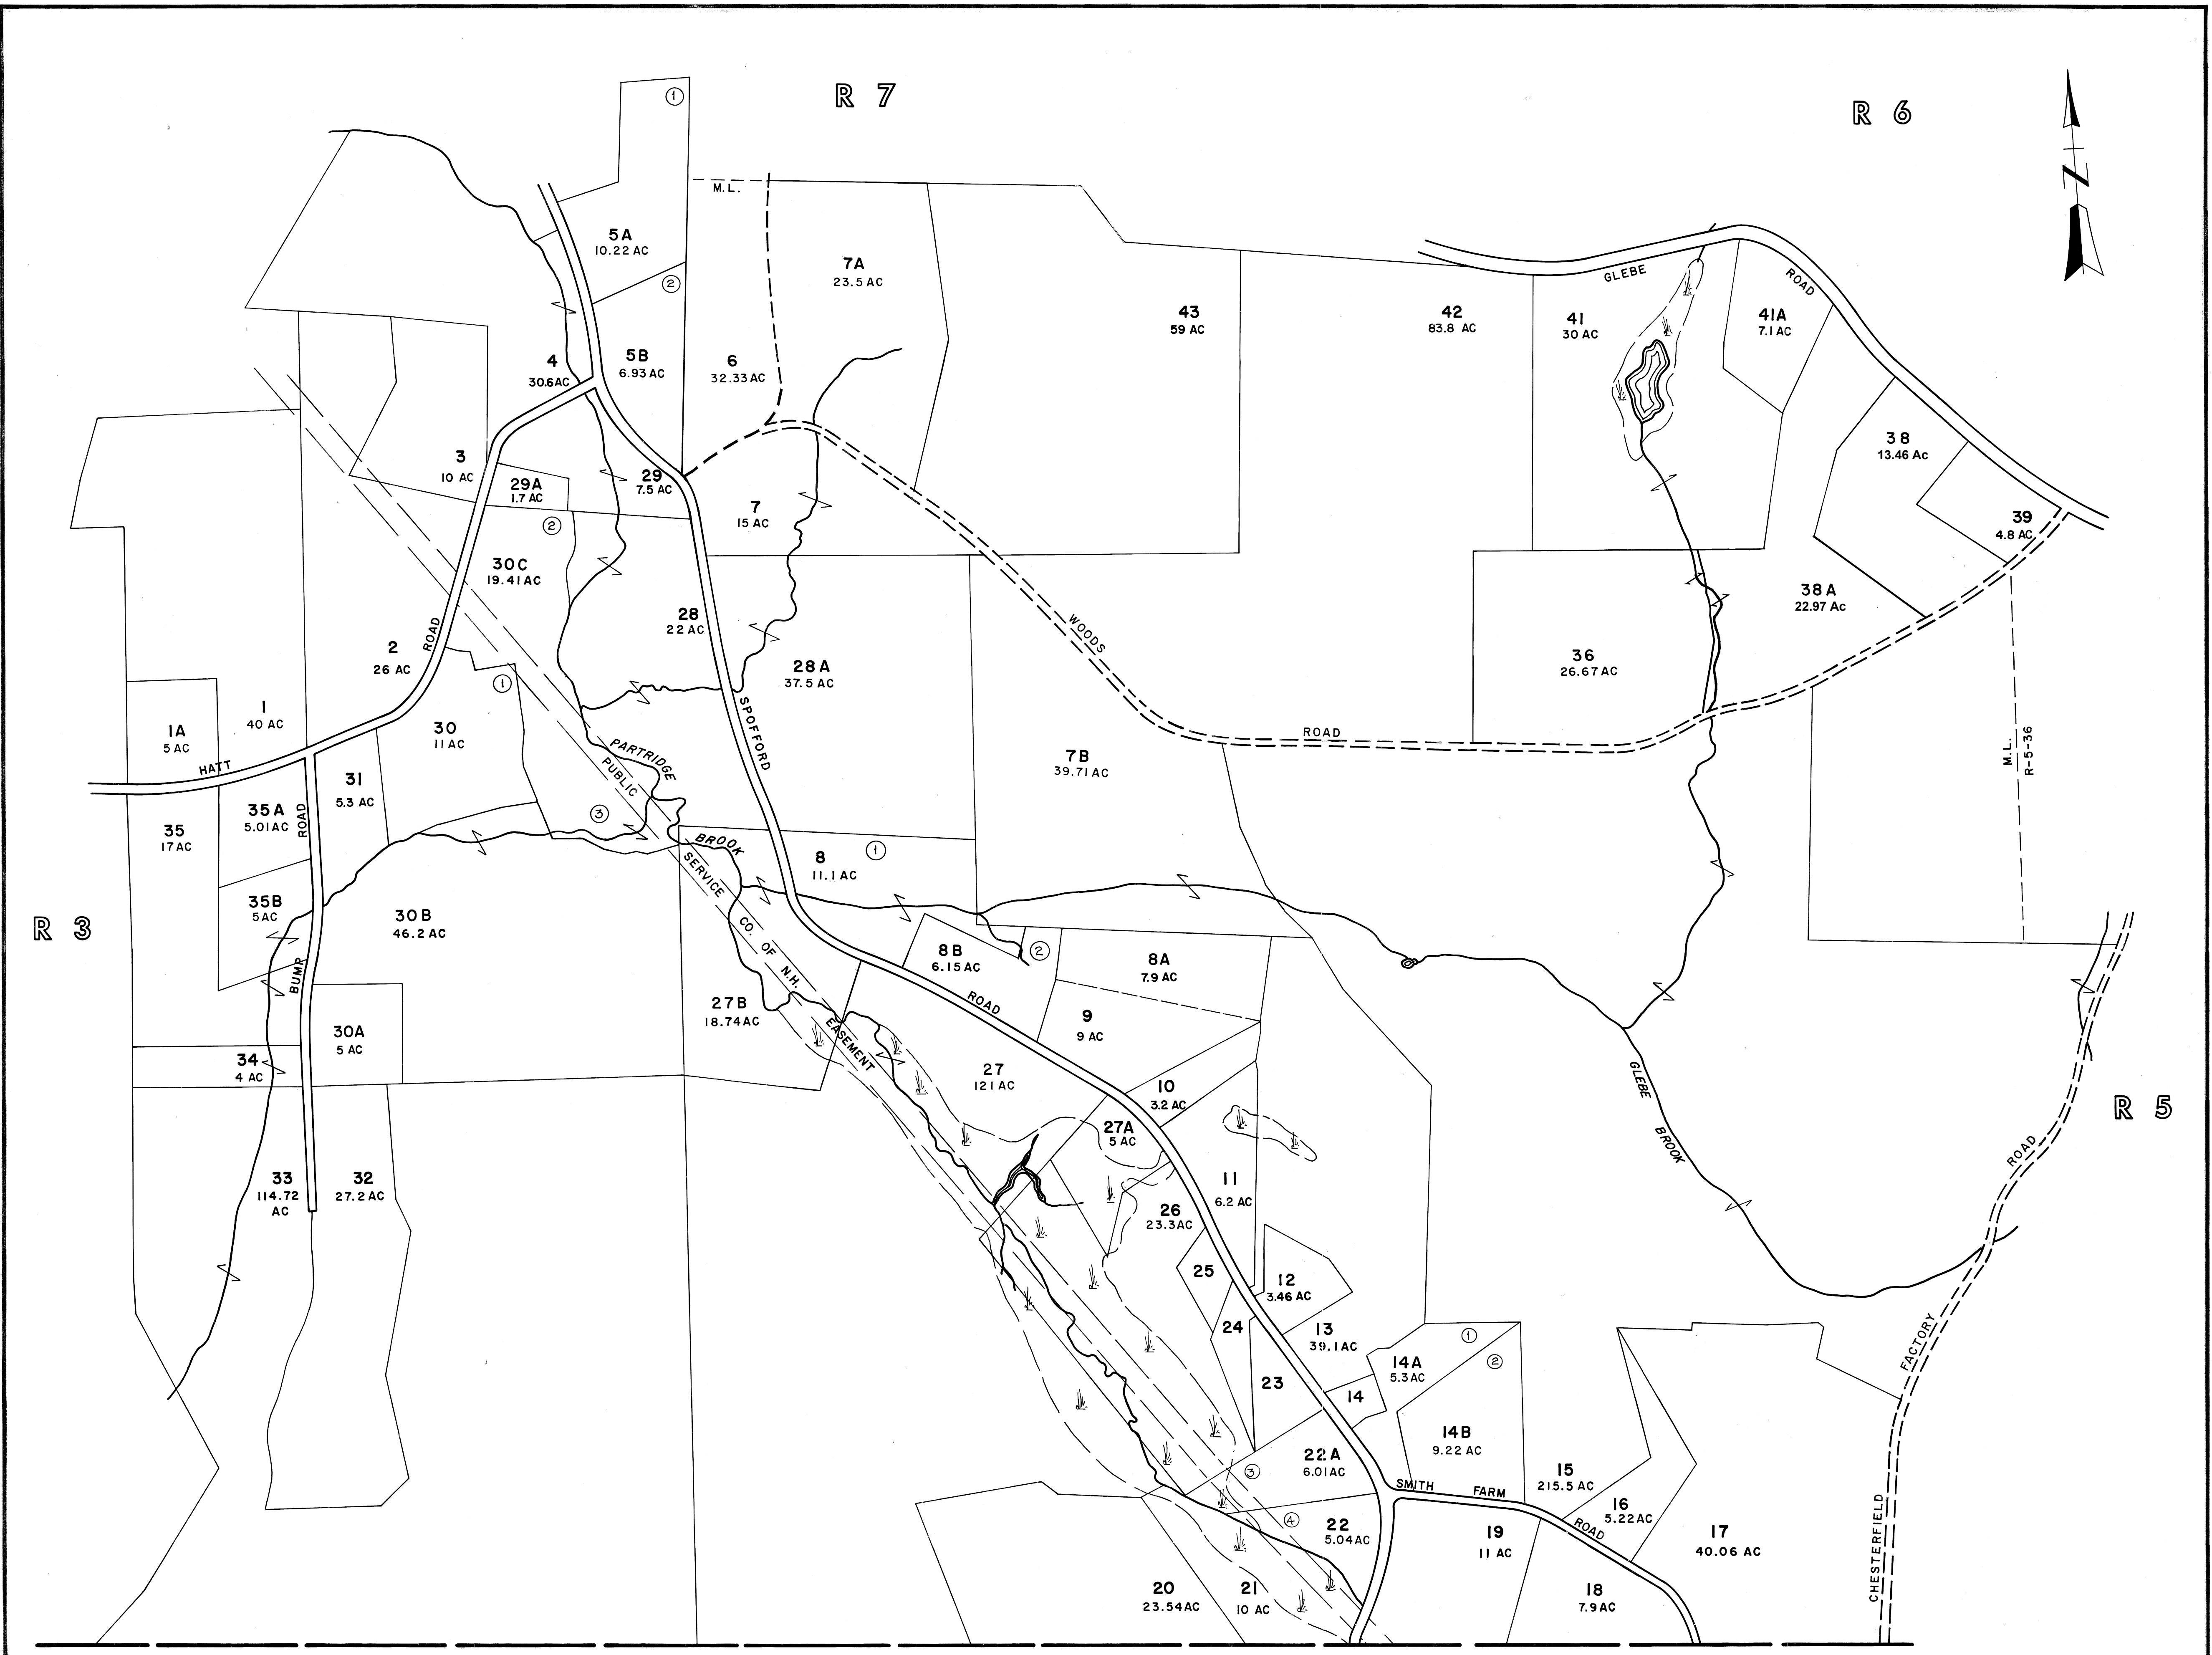 R 7
R 6
1
M.L.
N
5A
10.22 AC
7A
23.5 AC
2
GLEBE
ROAD
43
59 AC
42
83.8 AC
41
30 AC
41A
7.1 AC
4
30.6AC
5B
6.93 AC
6
32.33 AC
38
13.46 Ac
3
10 AC
29A
1.7 AC
29
7.5 AC
7
15 AC
39
4.8 AC
2
30C
19.41 AC
38A
22.97 Ac
28
22 AC
WOODS
ROAD
2
26 AC
ROAD
28A
37.5 AC
36
26.67AC
1
1
40 AC
1A
5 AC
30
11 AC
SPOFFORD
7B
39.71 AC
M.L.
R-5-36
HATT
31
5.3 AC
PARTRIDGE
PUBLIC
35
17 AC
35A
5.01AC
ROAD
3
BROOK
8
11.1 AC
1
SERVICE
35B
5 AC
30B
46.2 AC
R 3
CO. OF N.H.
8B
6.15 AC
2
8A
7.9 AC
BUMP
27B
18.74 AC
ROAD
9
9 AC
EASEMENT
30A
5 AC
34
4 AC
27
121 AC
10
3.2 AC
GLEBE
BROOK
R 5
27A
5 AC
ROAD
33
114.72
AC
32
27.2 AC
11
6.2 AC
26
23.3AC
25
12
3.46 AC
24
13
39.1AC
1
2
14A
5.3 AC
FACTORY
23
14
14B
9.22 AC
22A
6.01AC
3
15
215.5 AC
SMITH FARM
ROAD
16
5.22AC
4
22
5.04AC
19
11 AC
17
40.06 AC
CHESTERFIELD
20
23.54 AC
21
10 AC
18
7.9 AC